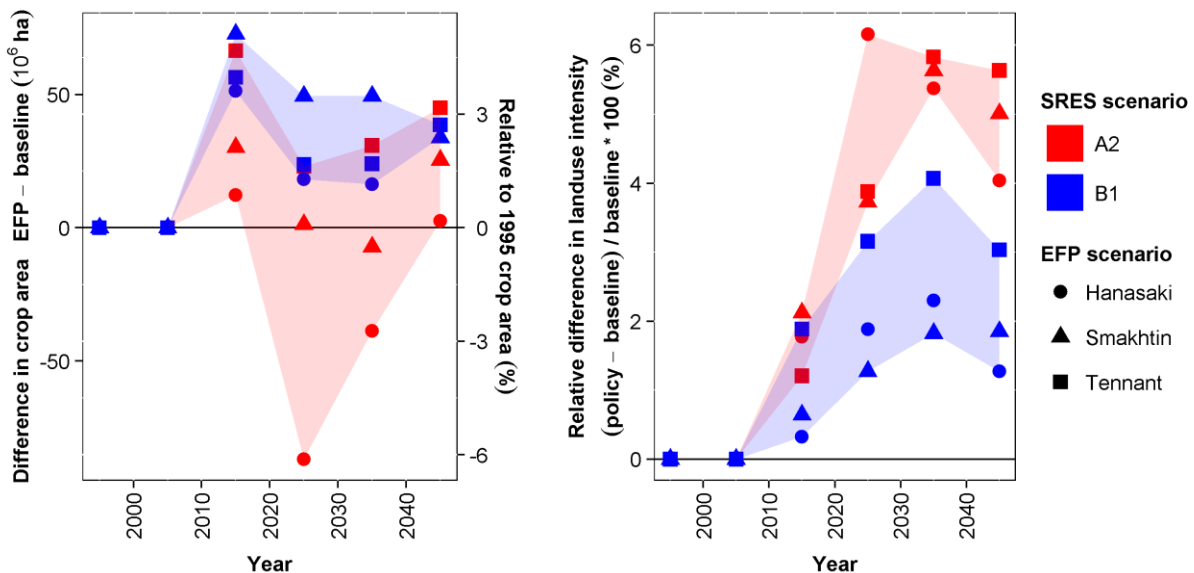 Difference in crop area EFP – baseline (10⁶ ha)
50
0
-50
3
0
-3
-6
Relative to 1995 crop area (%)
2000
2010
2020
2030
2040
Year
Relative difference in landuse intensity
(policy – baseline) / baseline * 100 (%)
6
4
2
0
2000
2010
2020
2030
2040
Year
SRES scenario
A2
B1
EFP scenario
Hanasaki
Smakhtin
Tennant